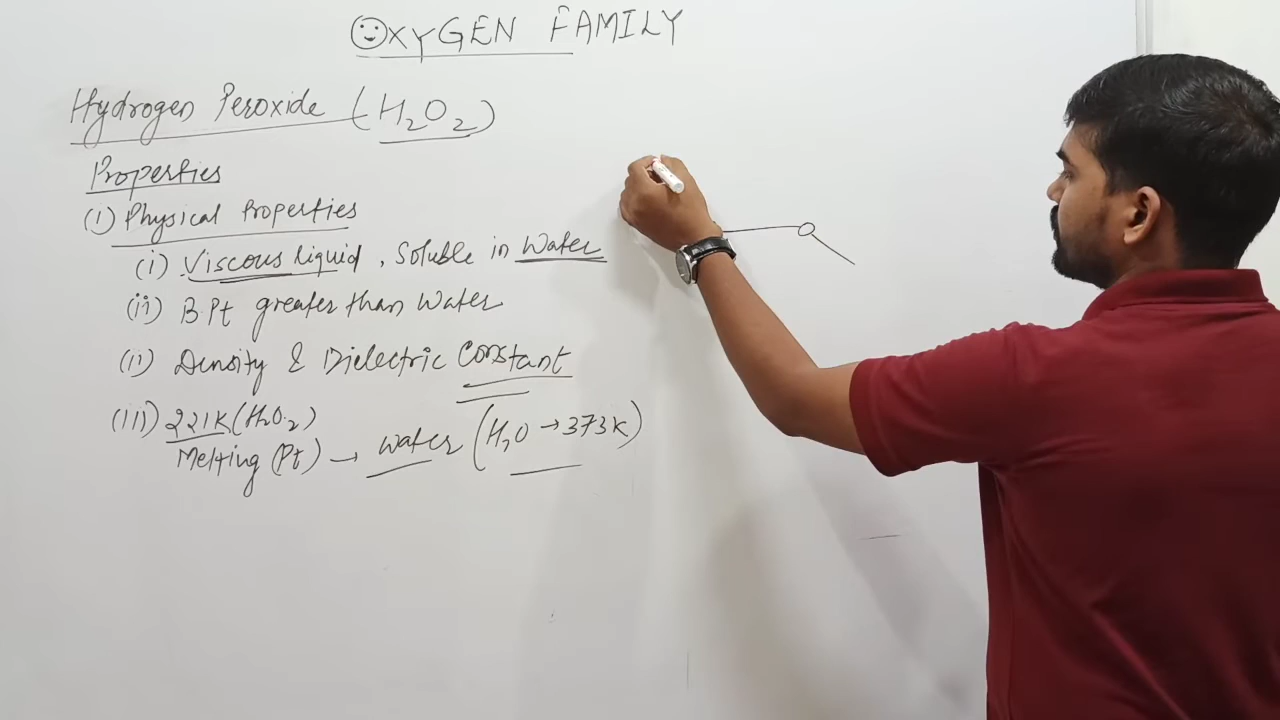 OXYGEN FAMILY
Hydrogen Peroxide (H₂O₂)
Properties
(1) Physical Properties
(i) Viscous liquid, Soluble in Water
(ii) B.Pt greater than Water
(ii) Density & Dielectric Constant
(iii) 221K (H₂O₂)
Melting (Pt) → water (H₂O → 373K)
O